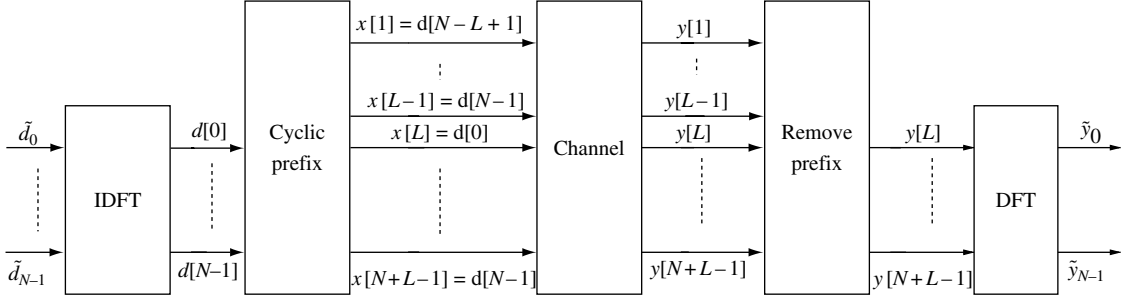 x[1] = d[N – L + 1]
y[1]
x[L–1] = d[N–1]
y[L–1]
d̃₀
d[0]
Cyclic
prefix
x[L] = d[0]
Channel
y[L]
Remove
prefix
y[L]
ỹ₀
IDFT
DFT
d̃_{N–1}
d[N–1]
x[N+L–1] = d[N–1]
y[N+L–1]
y[N+L–1]
ỹ_{N–1}